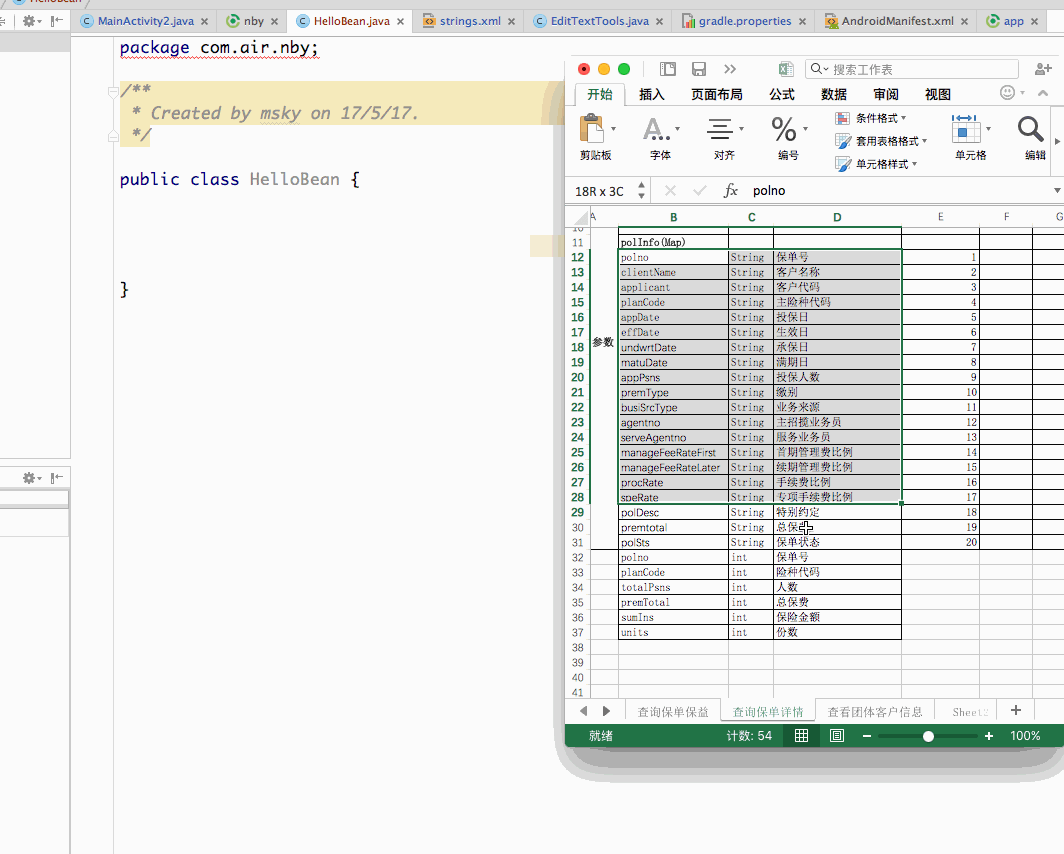 HelloBean
MainActivity2.java
nby
HelloBean.java
strings.xml
EditTextTools.java
gradle.properties
AndroidManifest.xml
app
package com.air.nby;
/**
* Created by msky on 17/5/17.
*/
public class HelloBean {
}
搜索工作表
开始 插入 页面布局 公式 数据 审阅 视图
剪贴板 字体 对齐 % 编号 条件格式 套用表格格式 单元格样式 单元格 编辑
18R x 3C fx polno
A B C D E F G
10
11 polInfo(Map)
12 polno String 保单号 1
13 clientName String 客户名称 2
14 applicant String 客户代码 3
15 planCode String 主险种代码 4
16 appDate String 投保日 5
17 effDate String 生效日 6
18 undwrtDate String 承保日 7
参数
19 matuDate String 满期日 8
20 appPsns String 投保人数 9
21 premType String 缴别 10
22 busiSrcType String 业务来源 11
23 agentno String 主招揽业务员 12
24 serveAgentno String 服务业务员 13
25 manageFeeRateFirst String 首期管理费比例 14
26 manageFeeRateLater String 续期管理费比例 15
27 procRate String 手续费比例 16
28 speRate String 专项手续费比例 17
29 polDesc String 特别约定 18
30 premtotal String 总保 19
31 polSts String 保单状态 20
32 polno int 保单号
33 planCode int 险种代码
34 totalPsns int 人数
35 premTotal int 总保费
36 sumIns int 保险金额
37 units int 份数
38
39
40
41
查询保单保益 查询保单详情 查看团体客户信息 Sheet2 +
就绪 计数: 54 − + 100%